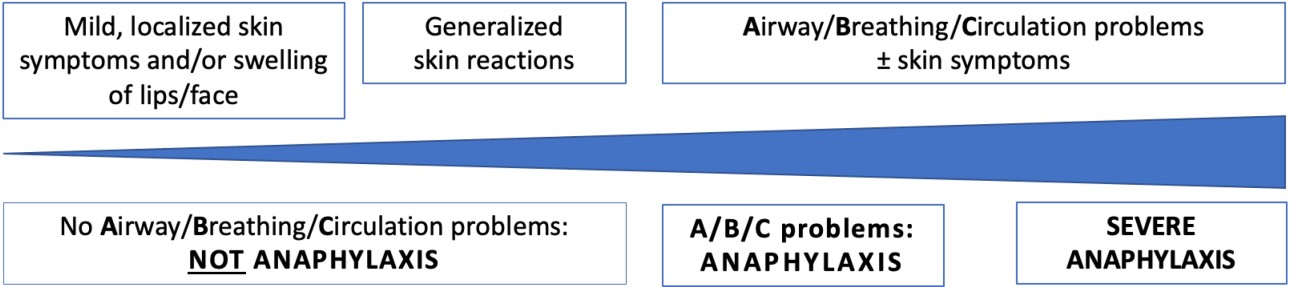 Mild, localized skin
symptoms and/or swelling
of lips/face
Generalized
skin reactions
Airway/Breathing/Circulation problems
± skin symptoms
No Airway/Breathing/Circulation problems:
NOT ANAPHYLAXIS
A/B/C problems:
ANAPHYLAXIS
SEVERE
ANAPHYLAXIS